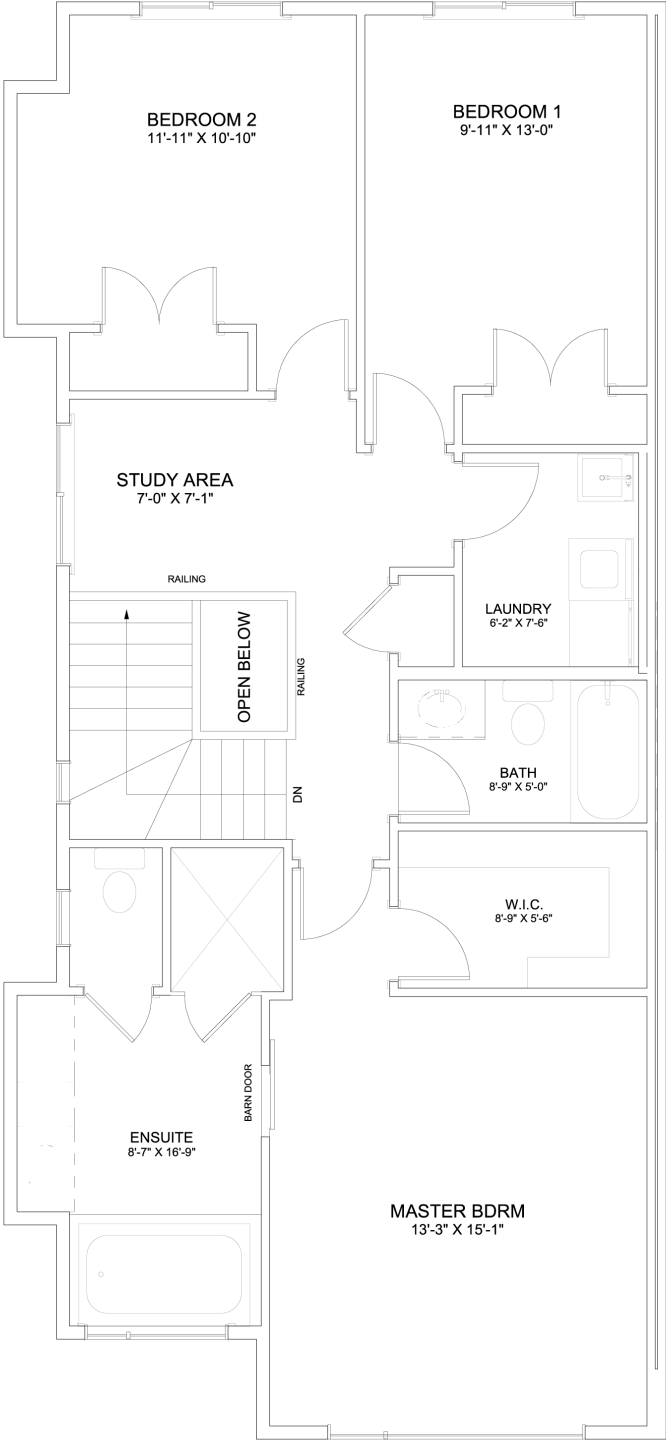 BEDROOM 2
11'-11" X 10'-10"
BEDROOM 1
9'-11" X 13'-0"
STUDY AREA
7'-0" X 7'-1"
RAILING
OPEN BELOW
RAILING
LAUNDRY
6'-2" X 7'-6"
BATH
8'-9" X 5'-0"
DN
W.I.C.
8'-9" X 5'-6"
BARN DOOR
ENSUITE
8'-7" X 16'-9"
MASTER BDRM
13'-3" X 15'-1"